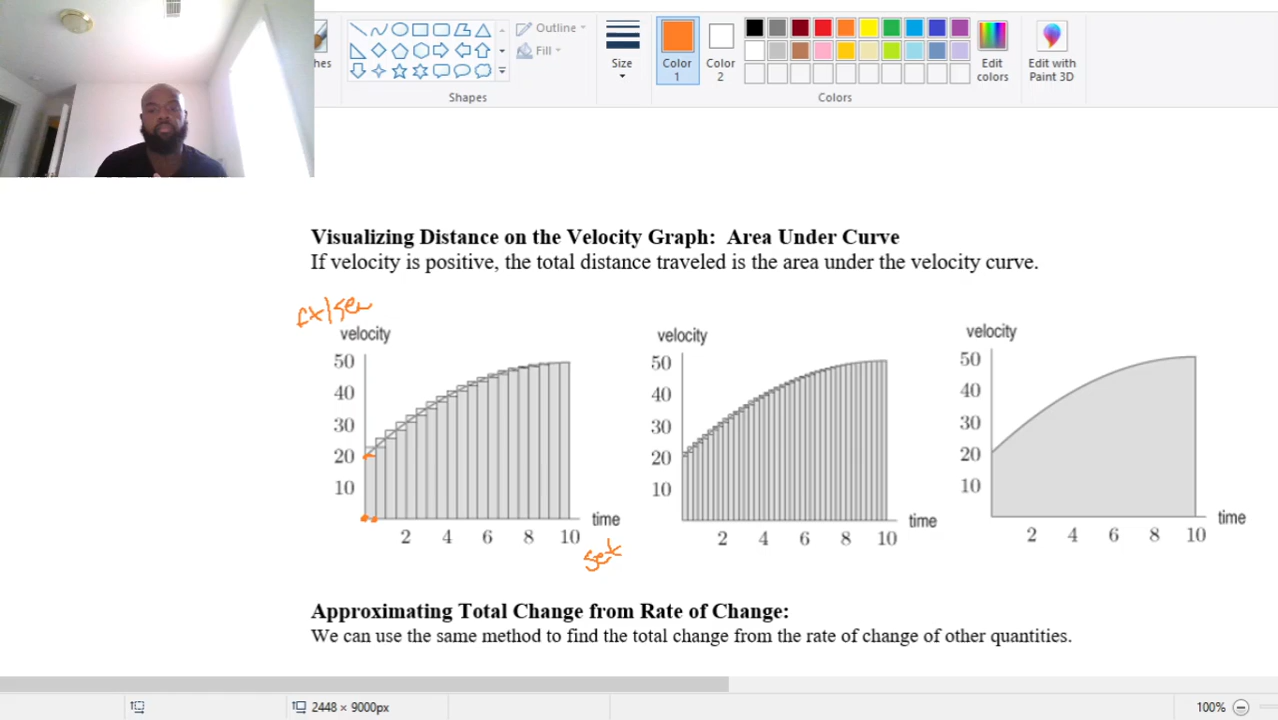 Outline
Fill
hes
Shapes
Size
Color 1
Color 2
Edit colors
Edit with Paint 3D
Colors
Visualizing Distance on the Velocity Graph: Area Under Curve
If velocity is positive, the total distance traveled is the area under the velocity curve.
velocity
50
40
30
20
10
2 4 6 8 10
time
velocity
50
40
30
20
10
2 4 6 8 10
time
velocity
50
40
30
20
10
2 4 6 8 10
time
Approximating Total Change from Rate of Change:
We can use the same method to find the total change from the rate of change of other quantities.
2448 × 9000px
100%